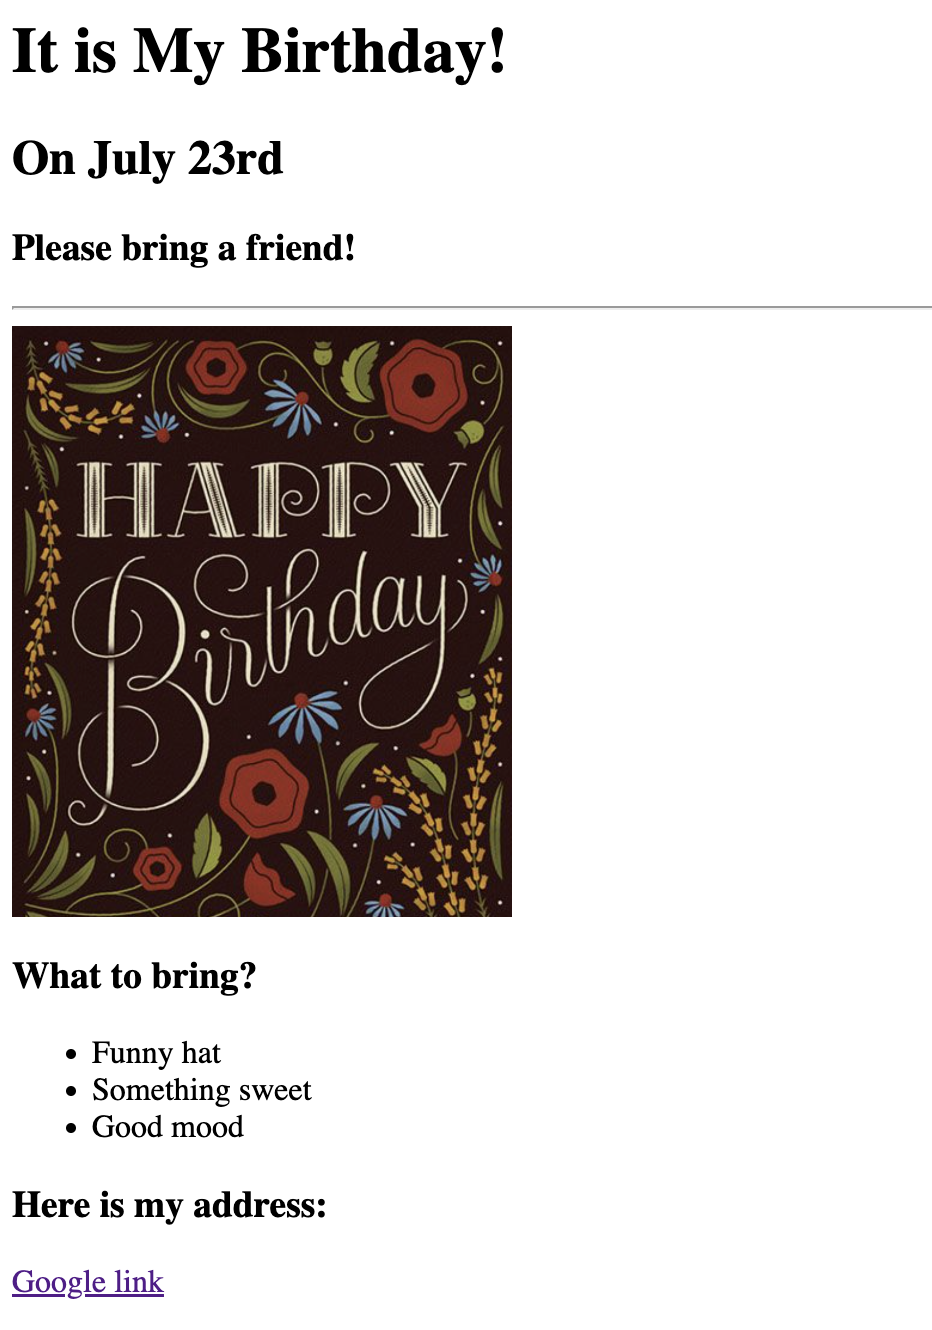 It is My Birthday!
On July 23rd
Please bring a friend!
HAPPY
Birthday
What to bring?
• Funny hat
• Something sweet
• Good mood
Here is my address:
Google link